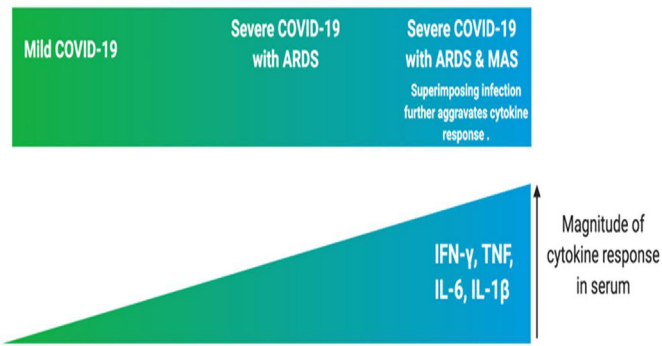 Mild COVID-19
Severe COVID-19
with ARDS
Severe COVID-19
with ARDS & MAS
Superimposing infection
further aggravates cytokine
response .
IFN-γ, TNF,
IL-6, IL-1β
Magnitude of
cytokine response
in serum